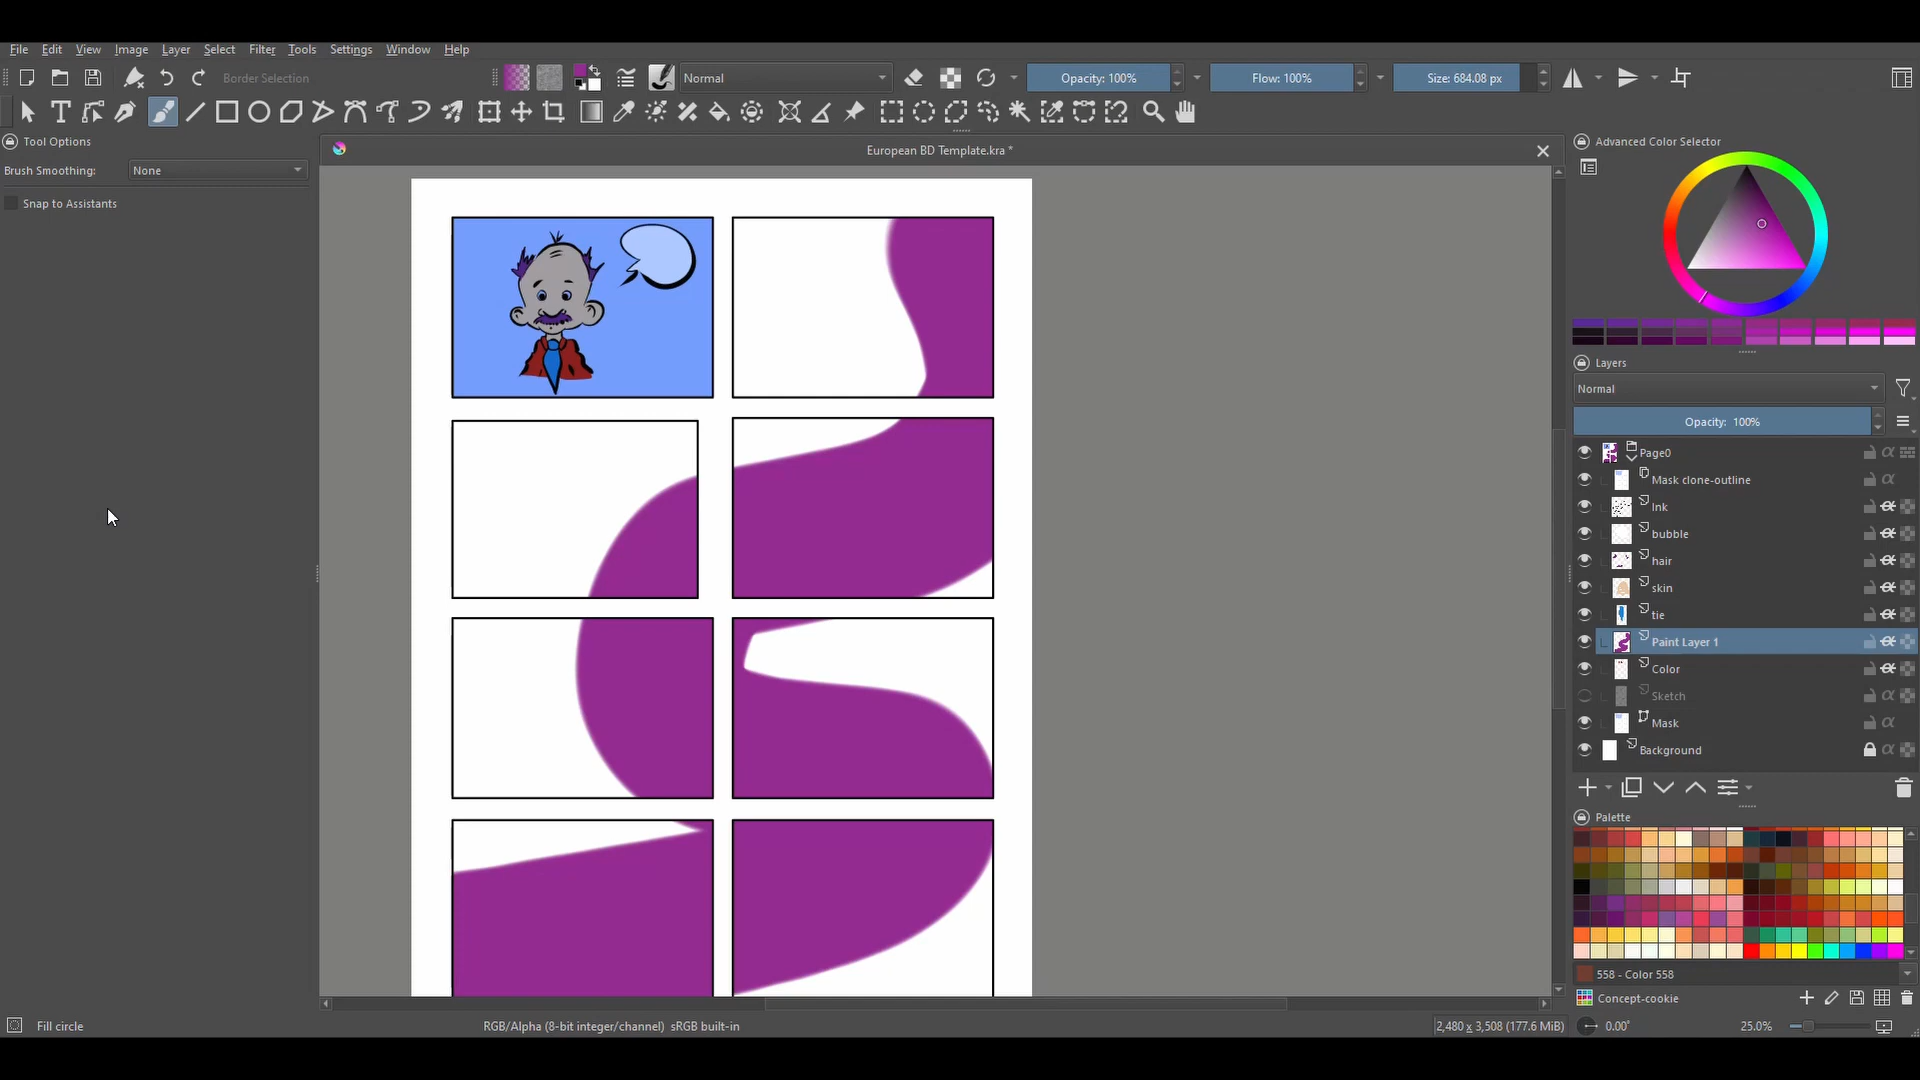 File Edit View Image Layer Select Filter Tools Settings Window Help
Border Selection Normal Opacity: 100% Flow: 100% Size: 684.08 px
Tool Options
Brush Smoothing: None
Snap to Assistants
European BD Template.kra *
Advanced Color Selector
Layers
Normal
Opacity: 100%
Page0
Mask clone-outline
Ink
bubble
hair
skin
tie
Paint Layer 1
Color
Sketch
Mask
Background
Palette
558 - Color 558
Concept-cookie
Fill circle
RGB/Alpha (8-bit integer/channel) sRGB built-in
2,480 x 3,508 (177.6 MiB)
0.00°
25.0%